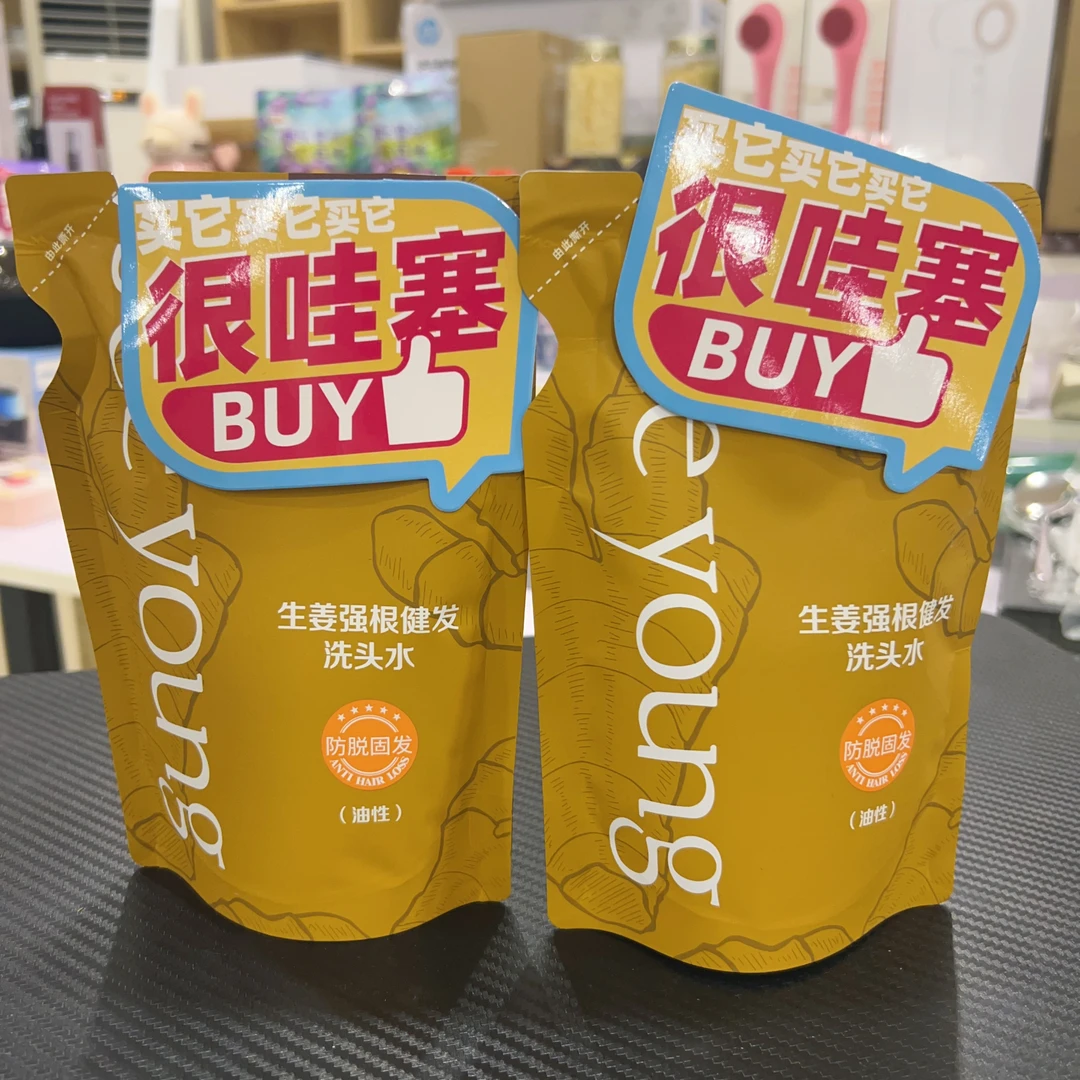 由此撕开
买它买它买它
很哇塞
BUY
young
生姜强根健发
洗头水
防脱固发
ANTI HAIR LOSS
(油性)
由此撕开
买它买它买它
很哇塞
BUY
e young
生姜强根健发
洗头水
防脱固发
ANTI HAIR LOSS
(油性)